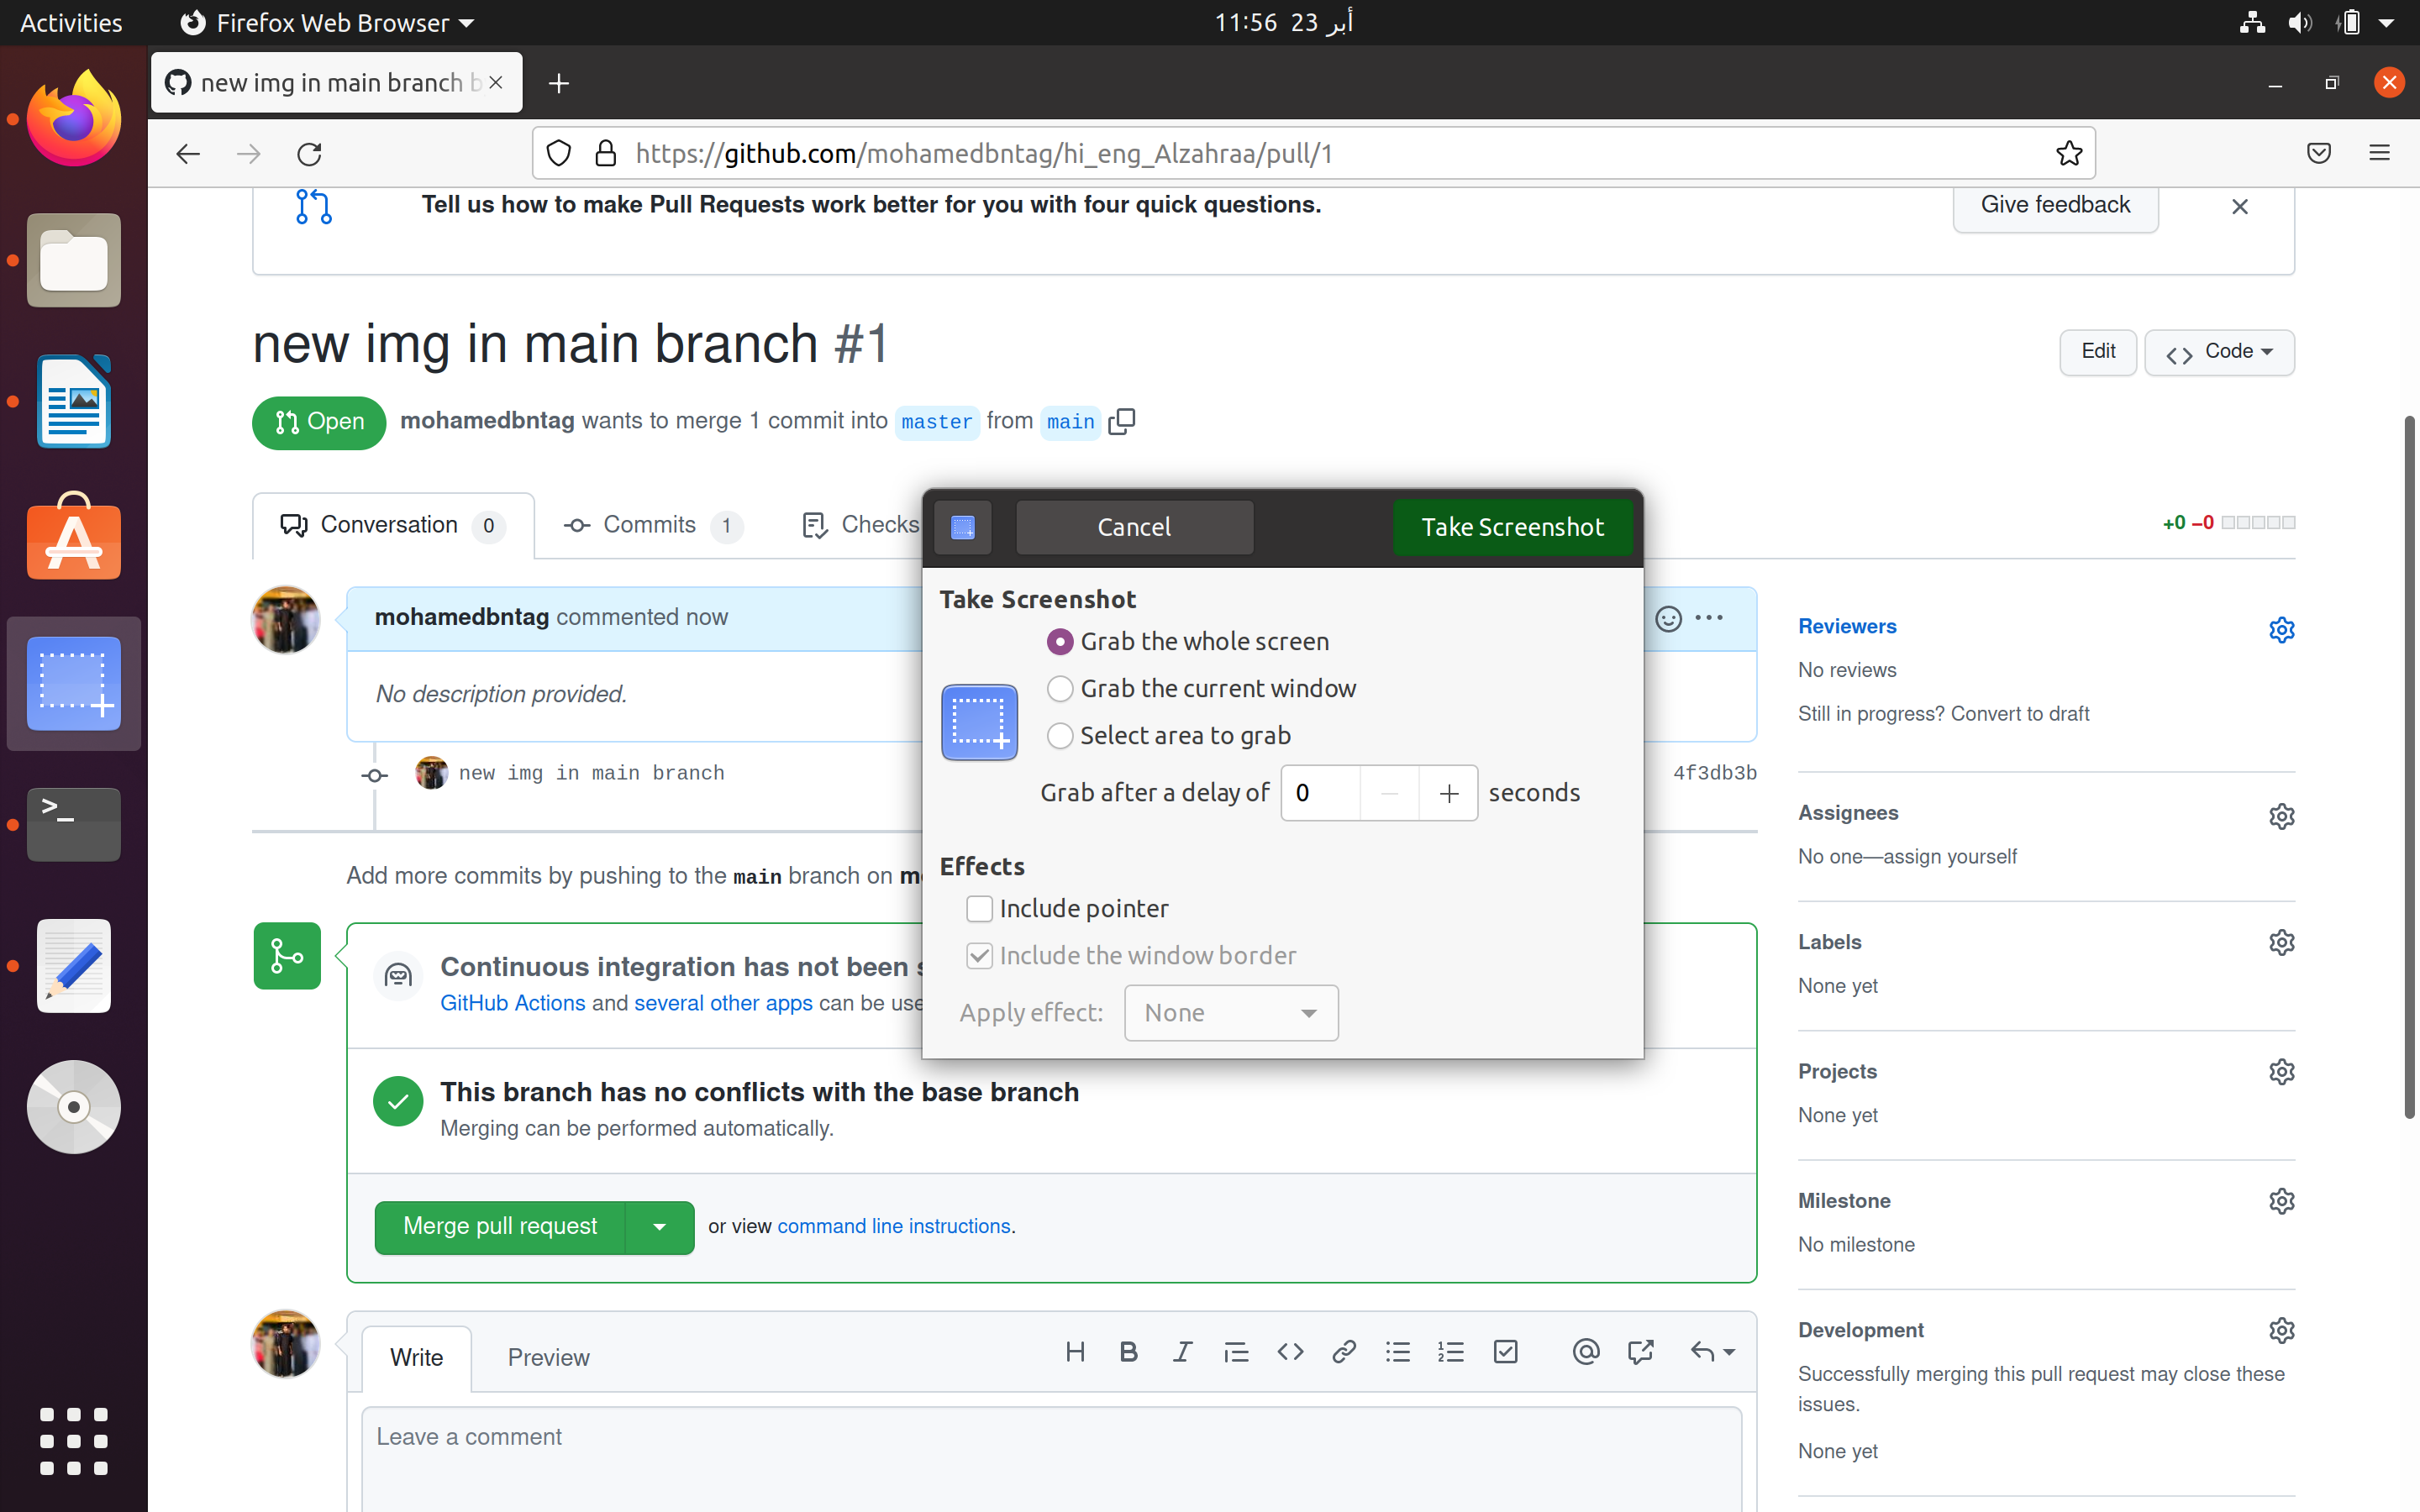 Activities
Firefox Web Browser
11:56 23 أبر
new img in main branch b
https://github.com/mohamedbntag/hi_eng_Alzahraa/pull/1
Tell us how to make Pull Requests work better for you with four quick questions.
Give feedback
new img in main branch #1
Edit
Code
Open
mohamedbntag wants to merge 1 commit into master from main
Conversation 0
Commits 1
Checks
+0 −0
Cancel
Take Screenshot
Take Screenshot
Grab the whole screen
Grab the current window
Select area to grab
Grab after a delay of 0 seconds
Effects
Include pointer
Include the window border
Apply effect: None
mohamedbntag commented now
No description provided.
new img in main branch
4f3db3b
Add more commits by pushing to the main branch on
Continuous integration has not been
GitHub Actions and several other apps can be use
This branch has no conflicts with the base branch
Merging can be performed automatically.
Merge pull request
or view command line instructions.
Write
Preview
Leave a comment
Reviewers
No reviews
Still in progress? Convert to draft
Assignees
No one—assign yourself
Labels
None yet
Projects
None yet
Milestone
No milestone
Development
Successfully merging this pull request may close these
issues.
None yet